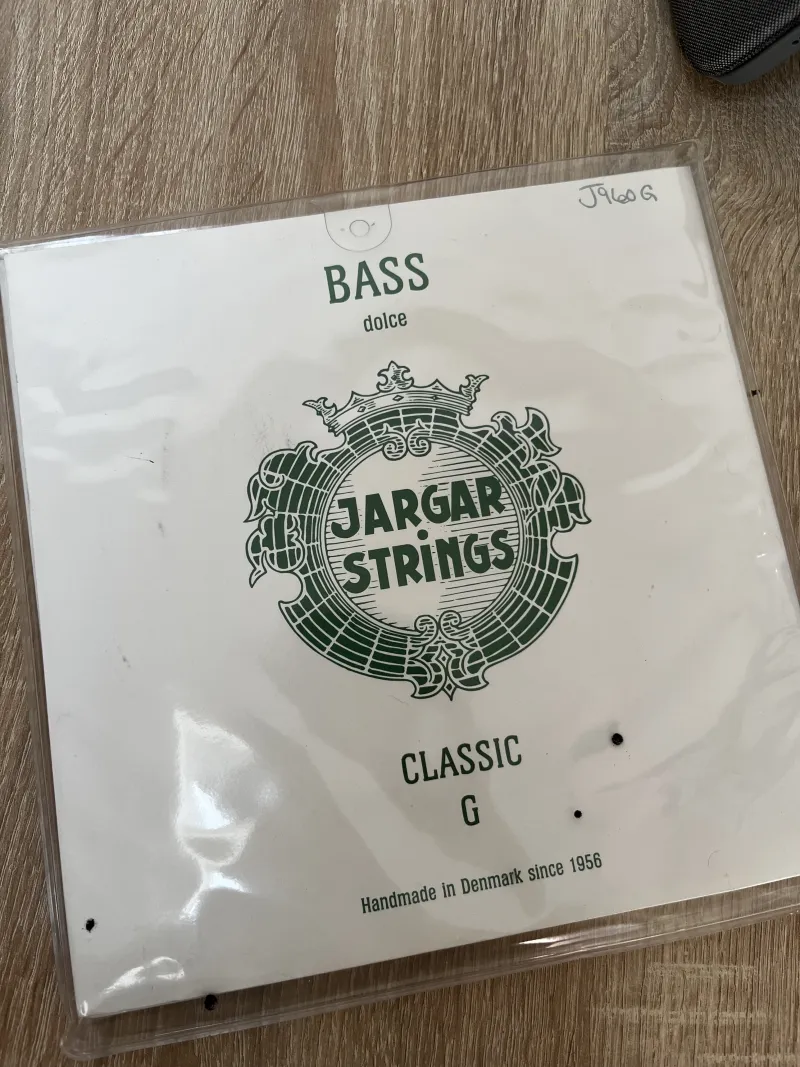 J960G
BASS
dolce
JARGAR
STRiNGS
CLASSIC
G
Handmade in Denmark since 1956